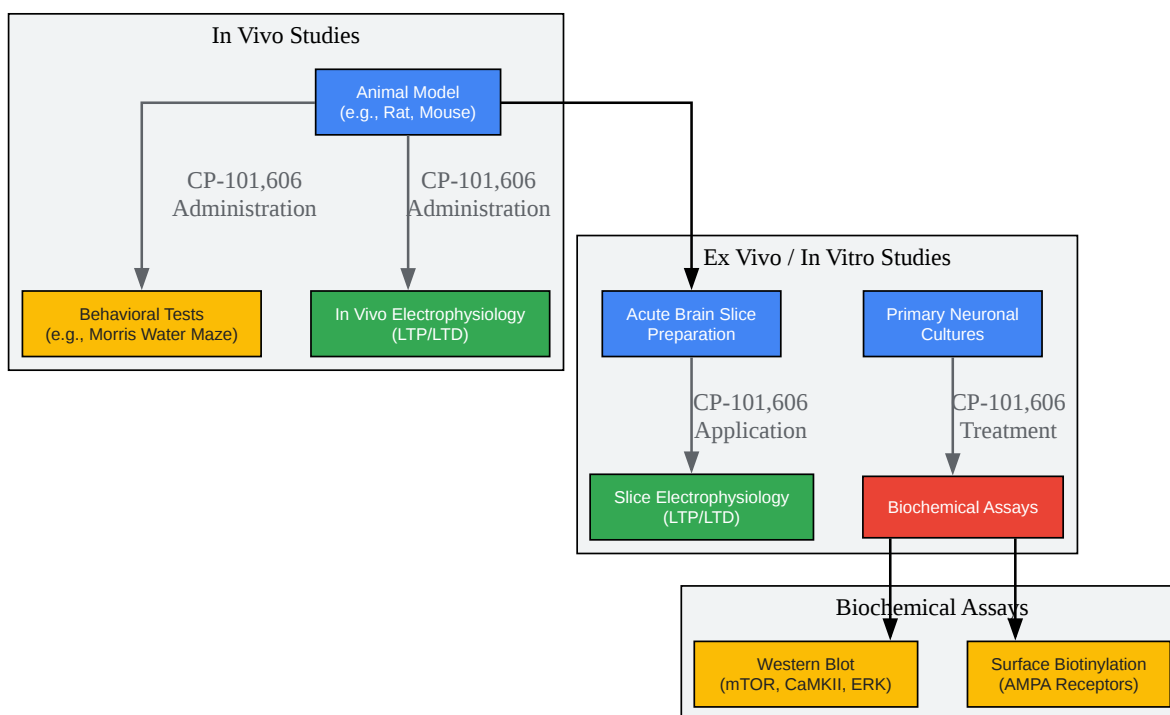 In Vivo Studies
Animal Model
(e.g., Rat, Mouse)
CP-101,606
Administration
CP-101,606
Administration
Behavioral Tests
(e.g., Morris Water Maze)
In Vivo Electrophysiology
(LTP/LTD)
Ex Vivo / In Vitro Studies
Acute Brain Slice
Preparation
Primary Neuronal
Cultures
CP-101,606
Application
CP-101,606
Treatment
Slice Electrophysiology
(LTP/LTD)
Biochemical Assays
Biochemical Assays
Western Blot
(mTOR, CaMKII, ERK)
Surface Biotinylation
(AMPA Receptors)